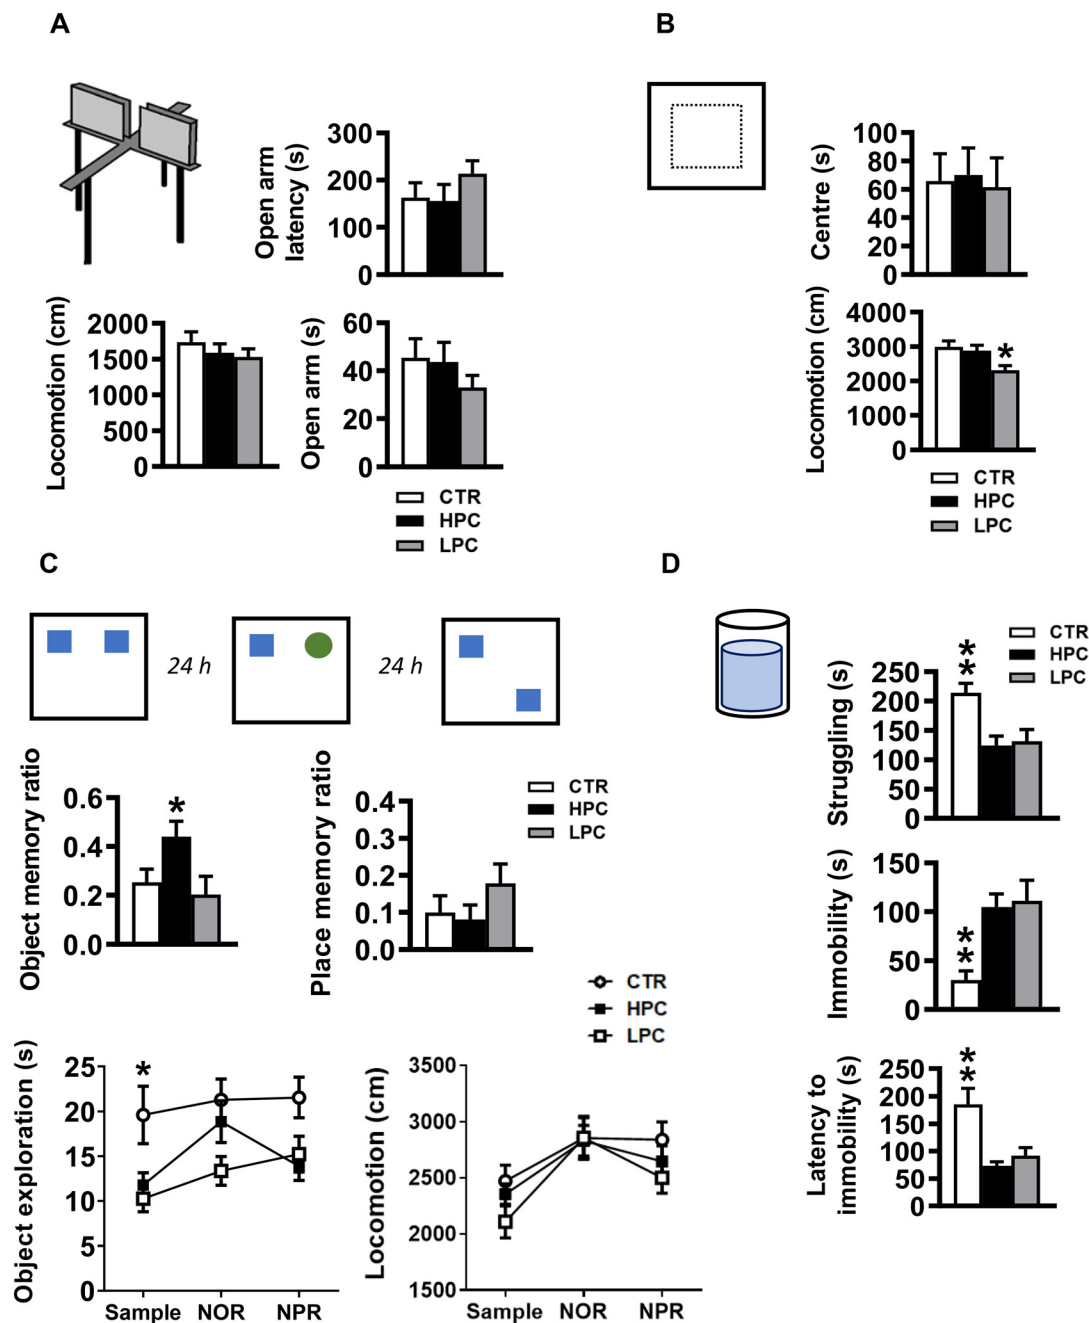 A
Open arm
latency (s)
300
200
100
0
Locomotion (cm)
2000
1500
1000
500
0
Open arm (s)
60
40
20
0
CTR
HPC
LPC
B
Centre (s)
100
80
60
40
20
0
Locomotion (cm)
4000
3000
2000
1000
0
*
CTR
HPC
LPC
C
24 h
24 h
Object memory ratio
0.6
0.4
0.2
0.0
*
Place memory ratio
0.4
0.3
0.2
0.1
0.0
CTR
HPC
LPC
Object exploration (s)
25
20
15
10
5
0
*
Sample NOR NPR
CTR
HPC
LPC
Locomotion (cm)
3500
3000
2500
2000
1500
Sample NOR NPR
D
CTR
HPC
LPC
Struggling (s)
250
200
150
100
50
0
**
Immobility (s)
150
100
50
0
**
Latency to
immobility (s)
250
200
150
100
50
0
**